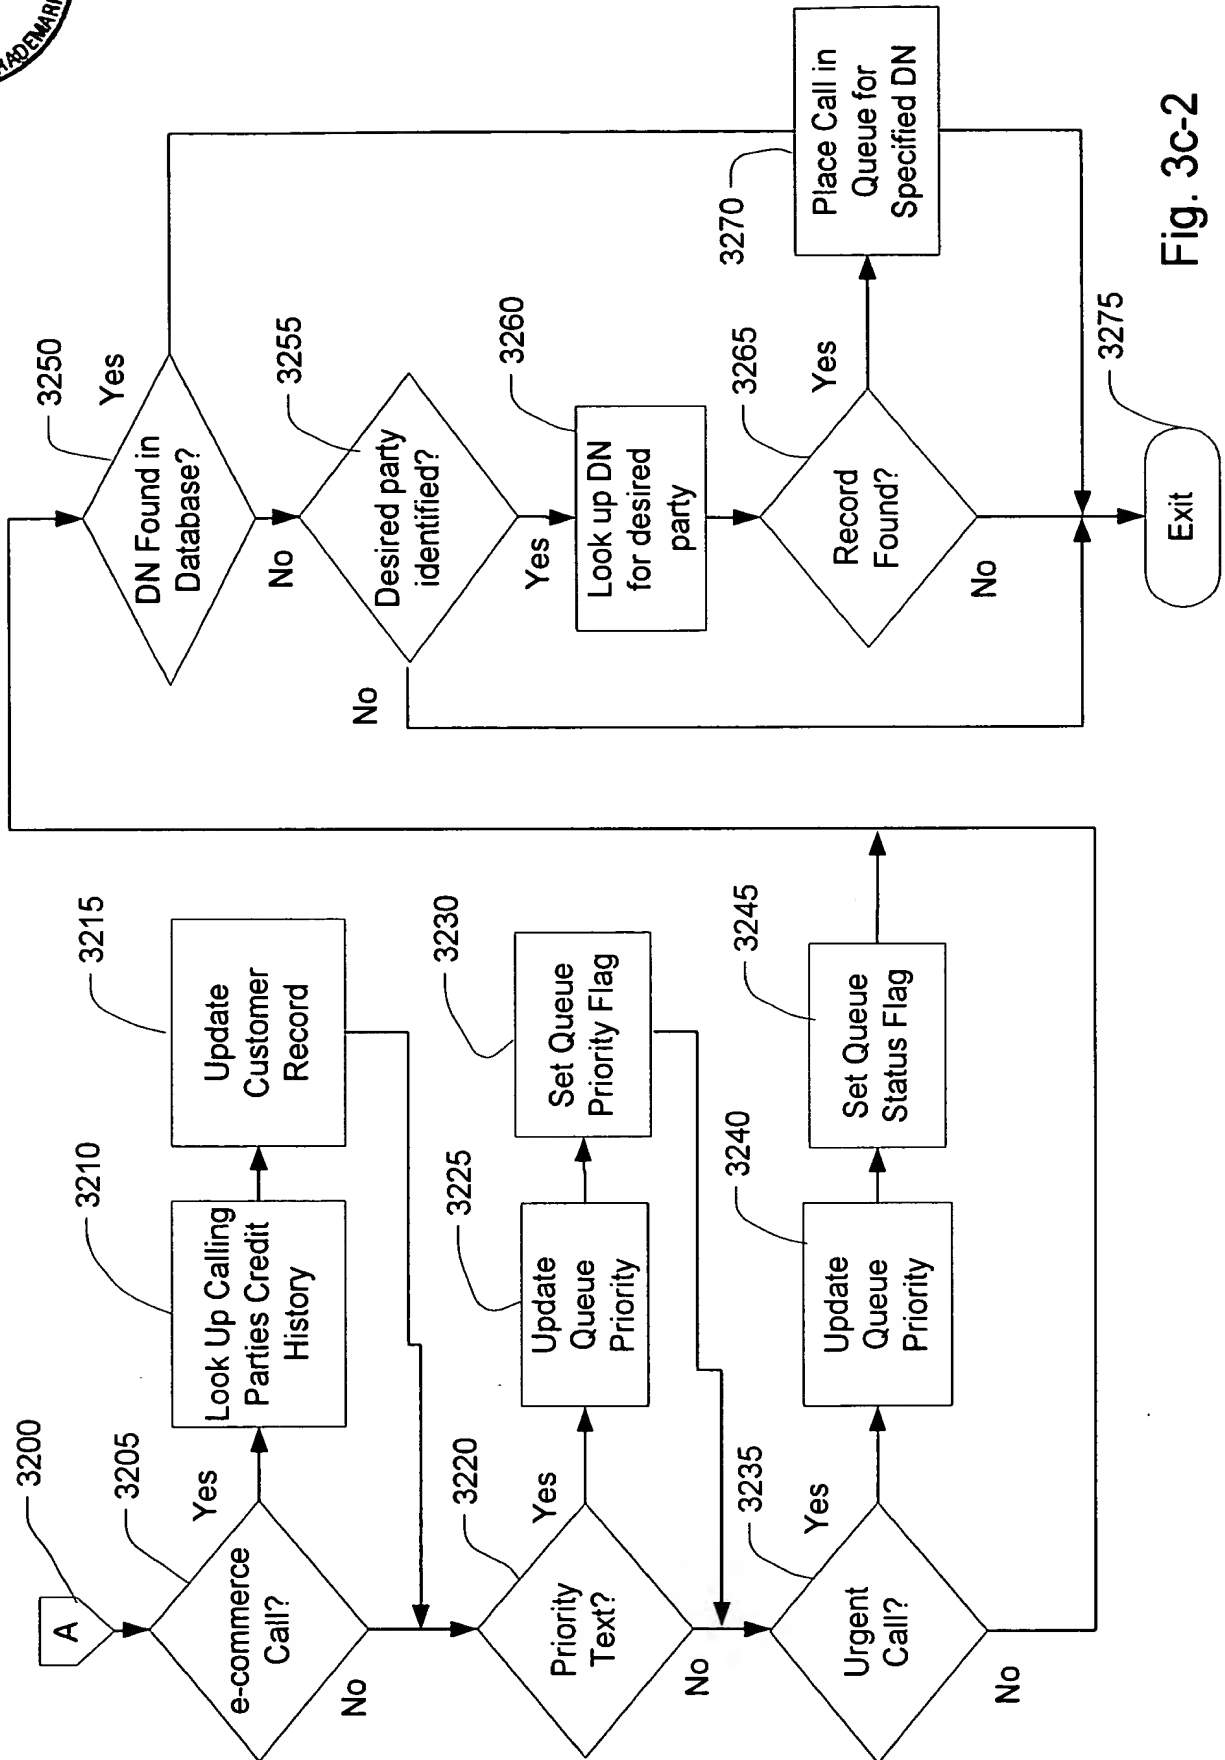 TRADEMARK
3200
A
3205
e-commerce
Call?
Yes
No
3210
Look Up Calling
Parties Credit
History
3215
Update
Customer
Record
3220
Priority
Text?
Yes
No
3225
Update
Queue
Priority
3230
Set Queue
Priority Flag
3235
Urgent
Call?
Yes
No
3240
Update
Queue
Priority
3245
Set Queue
Status Flag
3250
DN Found in
Database?
Yes
No
3255
Desired party
identified?
No
Yes
3260
Look up DN
for desired
party
3265
Record
Found?
Yes
No
3270
Place Call in
Queue for
Specified DN
3275
Exit
Fig. 3c-2